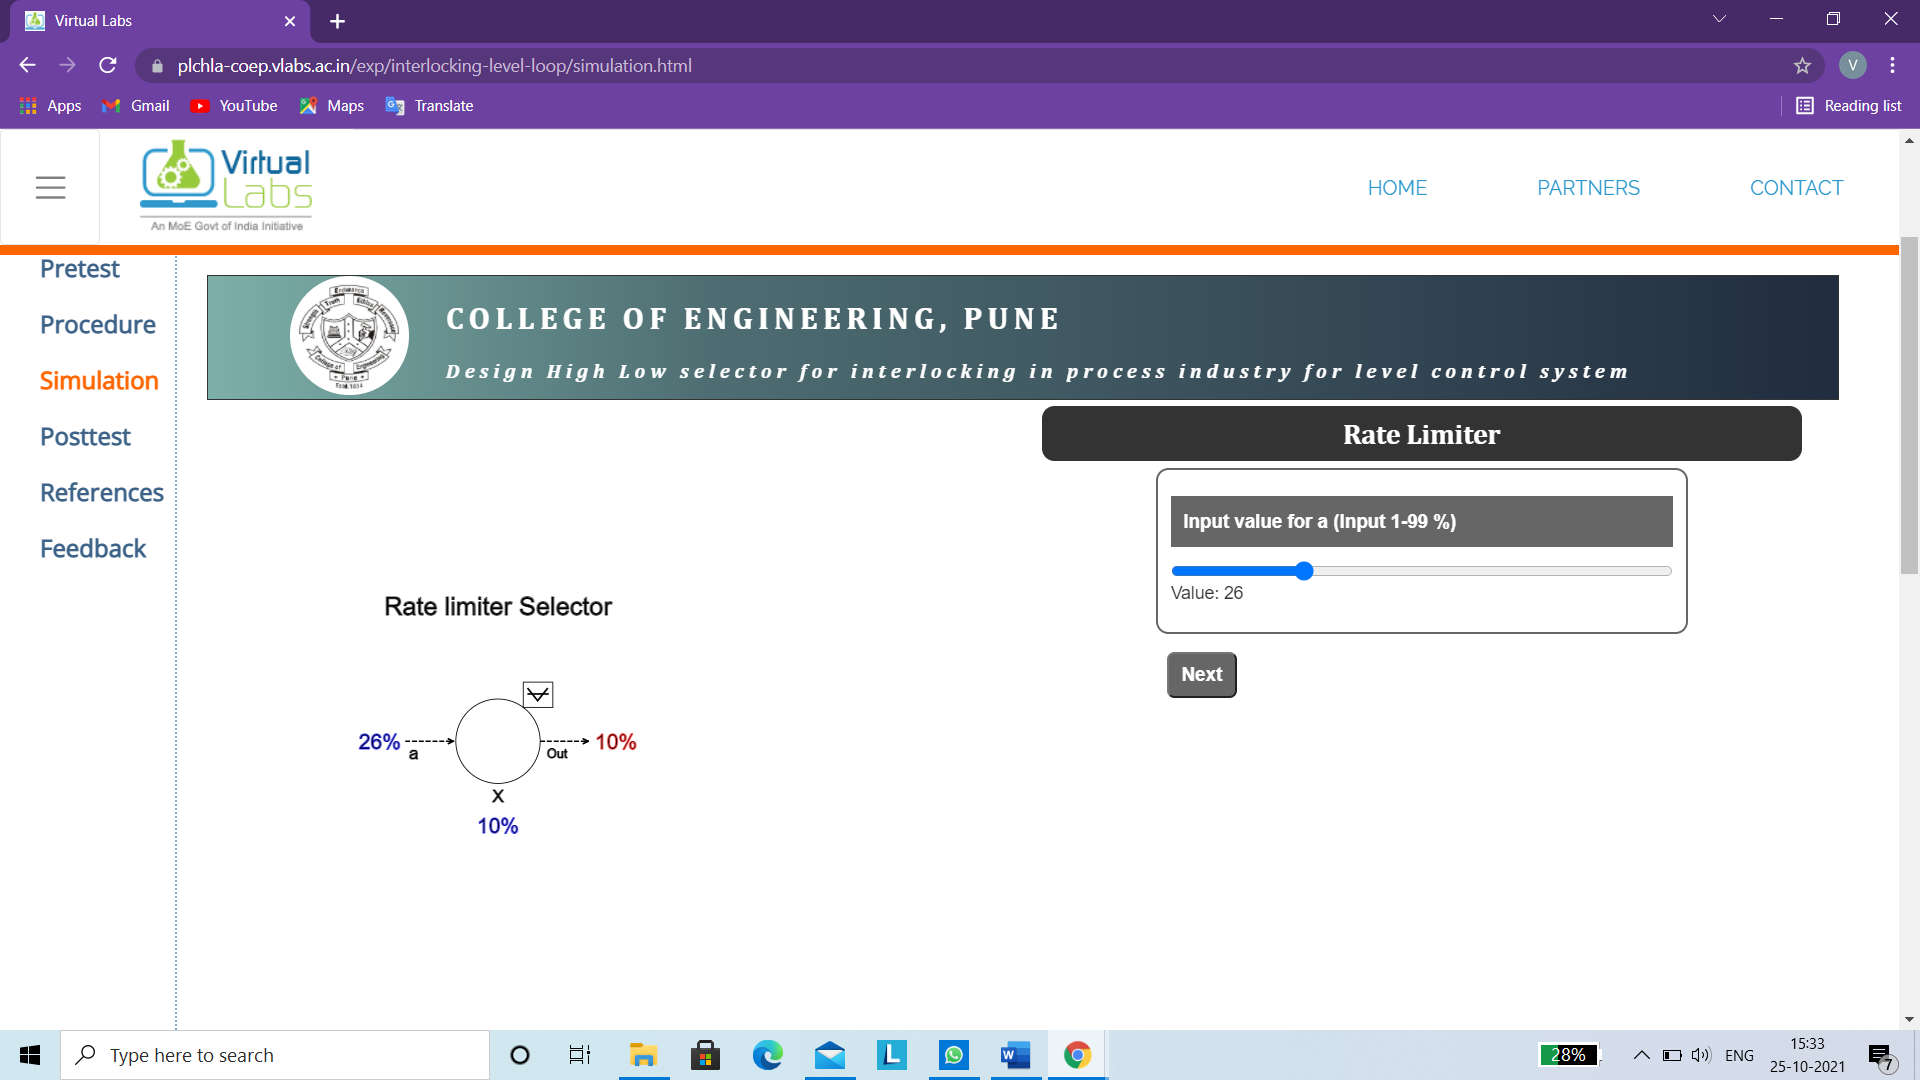 Virtual Labs
plchla-coep.vlabs.ac.in/exp/interlocking-level-loop/simulation.html
V
Apps Gmail YouTube Maps Translate Reading list
Virtual
Labs
An MoE Govt of India Initiative
HOME PARTNERS CONTACT
Pretest
Procedure
Simulation
Posttest
References
Feedback
COLLEGE OF ENGINEERING, PUNE
Design High Low selector for interlocking in process industry for level control system
Rate Limiter
Input value for a (Input 1-99 %)
Value: 26
Next
Rate limiter Selector
26% a Out 10%
X
10%
Type here to search
28%
ENG
15:33
25-10-2021
7